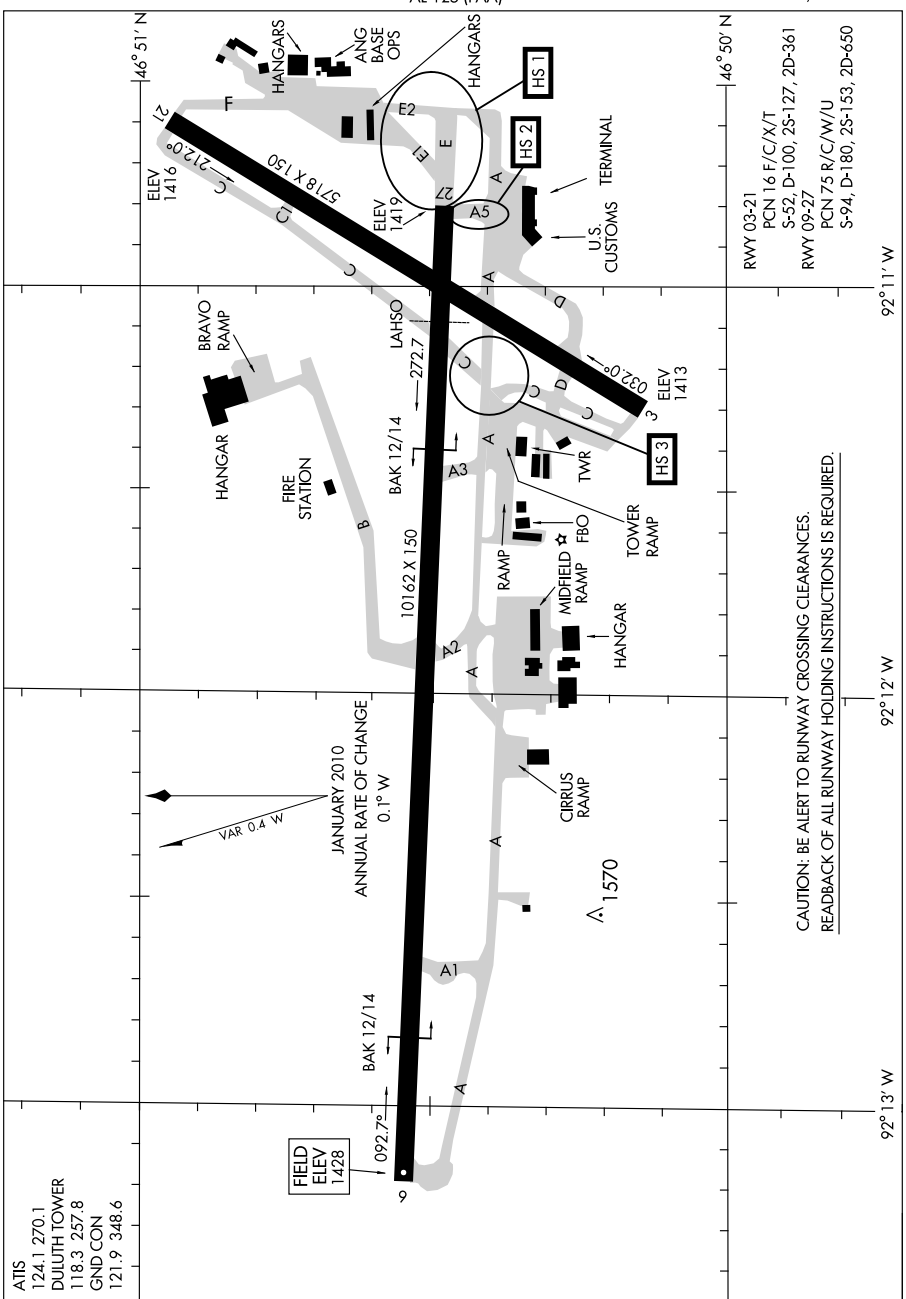 AL-123 (FAA)
ATIS
124.1 270.1
DULUTH TOWER
118.3 257.8
GND CON
121.9 348.6
46° 51' N
46° 50' N
92°13' W
92°12' W
92°11' W
FIELD
ELEV
1428
9
092.7°
BAK 12/14
A
A1
VAR 0.4 W
JANUARY 2010
ANNUAL RATE OF CHANGE
0.1° W
1570
A
CIRRUS
RAMP
A
A2
10162 X 150
B
FIRE
STATION
HANGAR
BRAVO
RAMP
HANGAR
MIDFIELD
RAMP
FBO
RAMP
TOWER
RAMP
TWR
A3
A
BAK 12/14
272.7
LAHSO
C
C
C
D
D
HS 3
3
032.0°
ELEV
1413
A
A
A5
27
ELEV
1419
U.S.
CUSTOMS
TERMINAL
HS 2
HS 1
E
E1
E2
HANGARS
C
C1
C
5718 X 150
212.0°
21
ELEV
1416
F
HANGARS
ANG
BASE
OPS
RWY 03-21
PCN 16 F/C/X/T
S-52, D-100, 2S-127, 2D-361
RWY 09-27
PCN 75 R/C/W/U
S-94, D-180, 2S-153, 2D-650
CAUTION: BE ALERT TO RUNWAY CROSSING CLEARANCES.
READBACK OF ALL RUNWAY HOLDING INSTRUCTIONS IS REQUIRED.